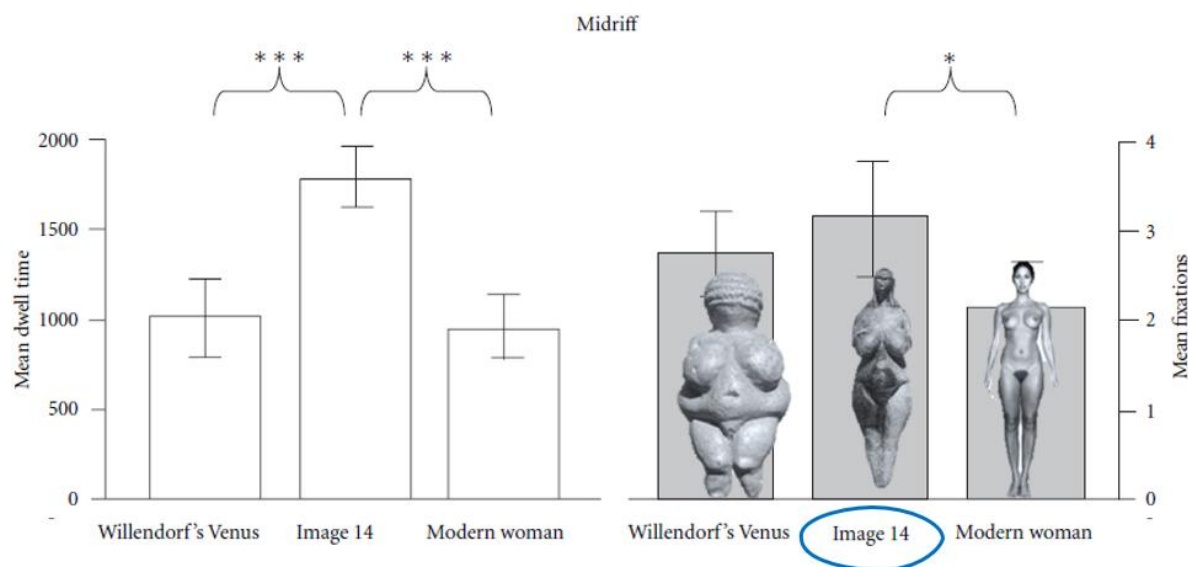 Midriff
*** ***
*
2000
1500
1000
500
0
-
Mean dwell time
Willendorf's Venus Image 14 Modern woman
4
3
2
1
0
-
Mean fixations
Willendorf's Venus Image 14 Modern woman